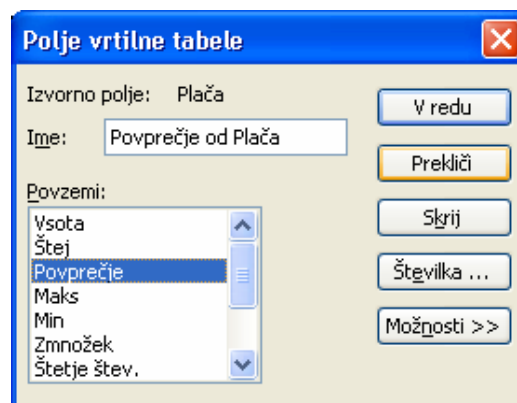 Polje vrtilne tabele
Izvorno polje: Plača
Ime: Povprečje od Plača
Povzemi:
Vsota
Štej
Povprečje
Maks
Min
Zmnožek
Štetje štev.
V redu
Prekliči
Skrij
Številka ...
Možnosti >>